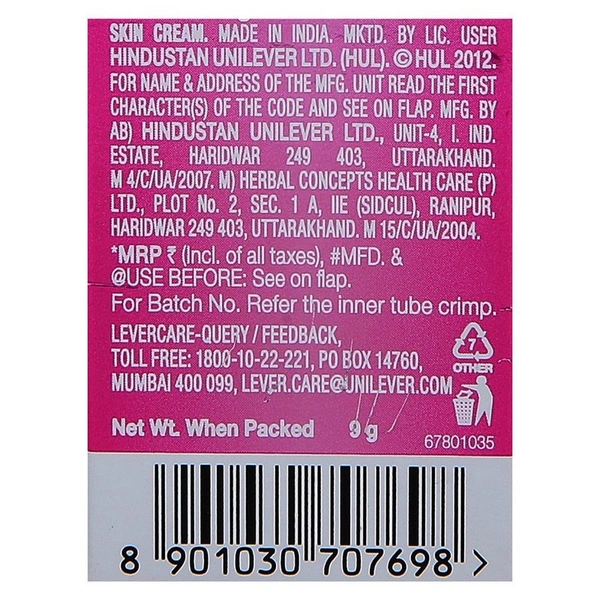 SKIN CREAM. MADE IN INDIA. MKTD. BY LIC. USER
HINDUSTAN UNILEVER LTD. (HUL). © HUL 2012.
FOR NAME & ADDRESS OF THE MFG. UNIT READ THE FIRST
CHARACTER(S) OF THE CODE AND SEE ON FLAP. MFG. BY
AB) HINDUSTAN UNILEVER LTD., UNIT-4, I. IND.
ESTATE, HARIDWAR 249 403, UTTARAKHAND.
M 4/C/UA/2007. M) HERBAL CONCEPTS HEALTH CARE (P)
LTD., PLOT No. 2, SEC. 1 A, IIE (SIDCUL), RANIPUR,
HARIDWAR 249 403, UTTARAKHAND. M 15/C/UA/2004.
*MRP ₹ (Incl. of all taxes), #MFD. &
@USE BEFORE: See on flap.
For Batch No. Refer the inner tube crimp.
LEVERCARE-QUERY / FEEDBACK,
TOLL FREE: 1800-10-22-221, PO BOX 14760,
MUMBAI 400 099, LEVER.CARE@UNILEVER.COM
7
OTHER
Net Wt. When Packed 9 g
67801035
8 901030 707698 >